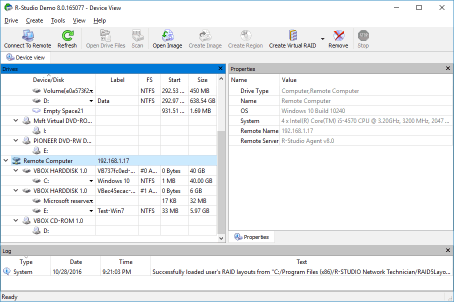 R-Studio Demo 8.0.165077 - Device View
Drive Create Tools View Help
Connect To Remote Refresh Open Drive Files Scan Open Image Create Image Create Region Create Virtual RAID Remove Stop
Device view
Drives
Device/Disk Label FS Start Size
Volume(e0a573f2... NTFS 292.53 ... 450 MB
D: Data NTFS 292.97 ... 638.54 GB
Empty Space21 931.51 ... 1.69 MB
Msft Virtual DVD-RO...
I:
PIONEER DVD-RW D...
E:
Remote Computer 192.168.1.17
VBOX HARDDISK 1.0 VB737fc0ed-... #0 A... 0 Bytes 40 GB
C: Windows 10 NTFS 1 MB 40.00 GB
VBOX HARDDISK 1.0 VBec45ecac-... #1 A... 0 Bytes 6 GB
Microsoft reserve... 17 KB 32 MB
E: Test-Win7 NTFS 33 MB 5.97 GB
VBOX CD-ROM 1.0
D:
Properties
Name Value
Drive Type Computer,Remote Computer
Name Remote Computer
OS Windows 10 Build 10240
System 4 x Intel(R) Core(TM) i5-4570 CPU @ 3.20GHz, 3200 MHz, 2047
Remote Name 192.168.1.17
Remote Server R-Studio Agent v8.0
Properties
Log
Type Date Time Text
System 10/28/2016 9:21:03 PM Successfully loaded user's RAID layouts from "C:/Program Files (x86)/R-STUDIO Network Technician/RAID5Layo...
Ready